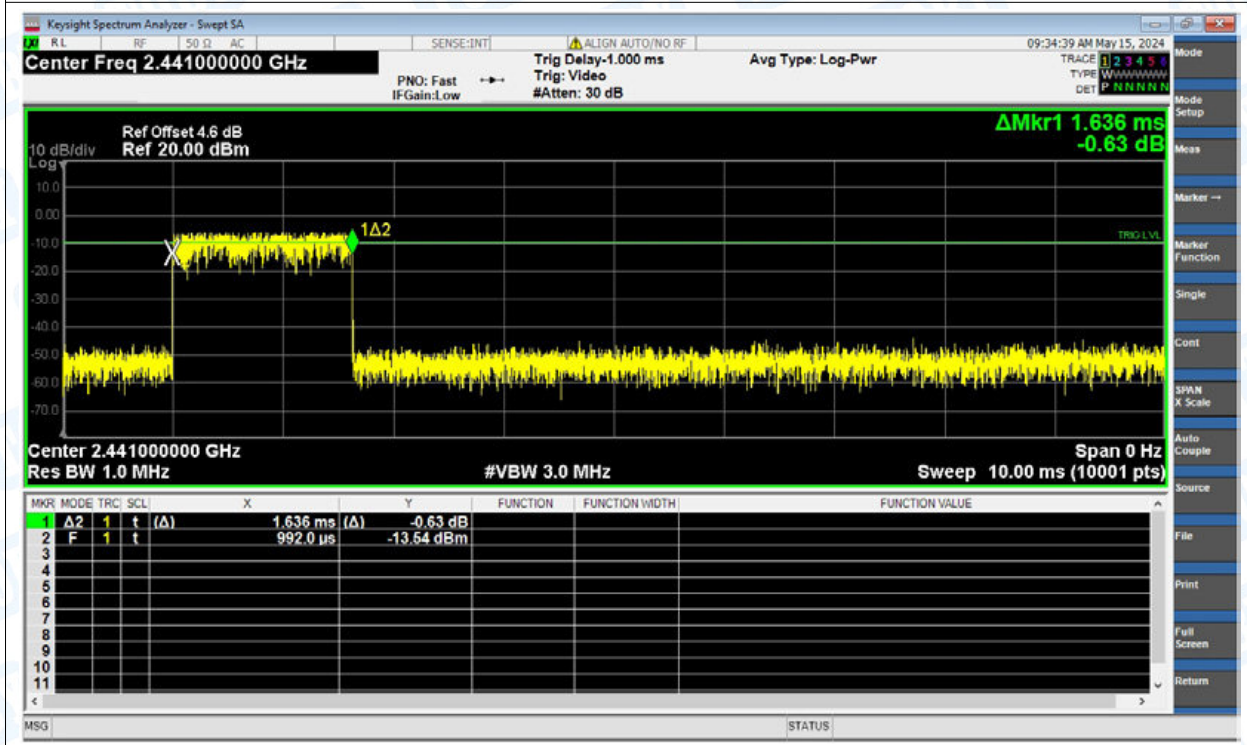 Keysight Spectrum Analyzer - Swept SA
RL RF 50 Ω AC SENSE:INT ALIGN AUTO/NO RF 09:34:39 AM May 15, 2024
Center Freq 2.441000000 GHz
PNO: Fast
IFGain:Low
Trig Delay-1.000 ms
Trig: Video
#Atten: 30 dB
Avg Type: Log-Pwr
TRACE 1 2 3 4 5 6
TYPE WWWWWW
DET P N N N N N
ΔMkr1 1.636 ms
-0.63 dB
Ref Offset 4.6 dB
10 dB/div Ref 20.00 dBm
Log
10.0
0.00
-10.0
-20.0
-30.0
-40.0
-50.0
-60.0
-70.0
1Δ2
TRIG LVL
Center 2.441000000 GHz Span 0 Hz
Res BW 1.0 MHz #VBW 3.0 MHz Sweep 10.00 ms (10001 pts)
MKR MODE TRC SCL X Y FUNCTION FUNCTION WIDTH FUNCTION VALUE
1 Δ2 1 t (Δ) 1.636 ms (Δ) -0.63 dB
2 F 1 t 992.0 µs -13.54 dBm
3
4
5
6
7
8
9
10
11
MSG STATUS
Mode
Mode Setup
Meas
Marker →
Marker Function
Single
Cont
SPAN X Scale
Auto Couple
Source
File
Print
Full Screen
Return